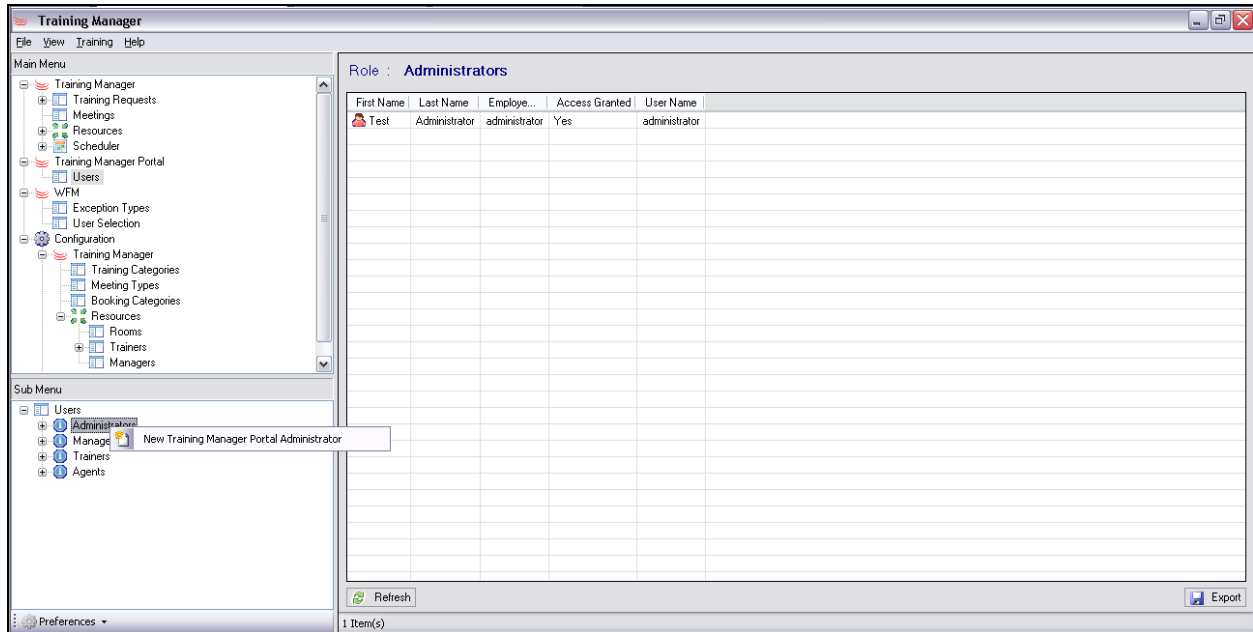 Training Manager
File View Training Help
Main Menu
Training Manager
Training Requests
Meetings
Resources
Scheduler
Training Manager Portal
Users
WFM
Exception Types
User Selection
Configuration
Training Manager
Training Categories
Meeting Types
Booking Categories
Resources
Rooms
Trainers
Managers
Sub Menu
Users
Administrators
Manage
New Training Manager Portal Administrator
Trainers
Agents
Preferences
Role : Administrators
First Name Last Name Employe... Access Granted User Name
Test Administrator administrator Yes administrator
Refresh Export
1 Item(s)